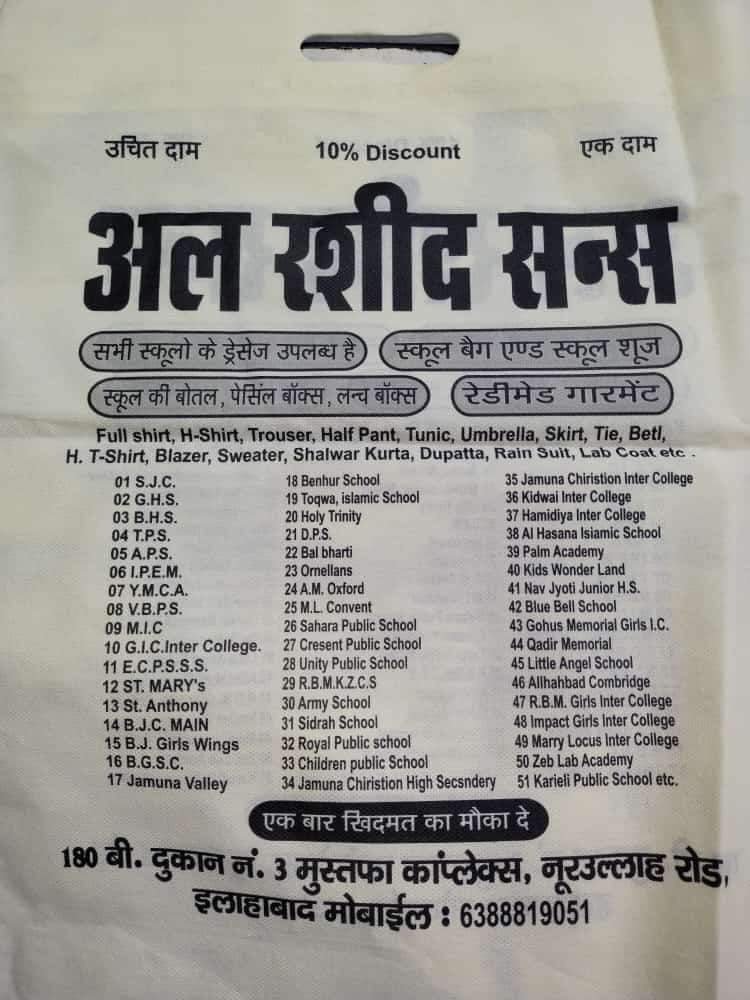 उचित दाम 10% Discount एक दाम
अल रशीद सन्स
सभी स्कूलो के ड्रेसेज उपलब्ध है स्कूल बैग एण्ड स्कूल शूज
स्कूल की बोतल, पेसिंल बॉक्स, लन्च बॉक्स रेडीमेड गारमेंट
Full shirt, H-Shirt, Trouser, Half Pant, Tunic, Umbrella, Skirt, Tie, Betl,
H. T-Shirt, Blazer, Sweater, Shalwar Kurta, Dupatta, Rain Suit, Lab Coat etc .
01 S.J.C.
02 G.H.S.
03 B.H.S.
04 T.P.S.
05 A.P.S.
06 I.P.E.M.
07 Y.M.C.A.
08 V.B.P.S.
09 M.I.C
10 G.I.C.Inter College.
11 E.C.P.S.S.S.
12 ST. MARY's
13 St. Anthony
14 B.J.C. MAIN
15 B.J. Girls Wings
16 B.G.S.C.
17 Jamuna Valley
18 Benhur School
19 Toqwa, islamic School
20 Holy Trinity
21 D.P.S.
22 Bal bharti
23 Ornellans
24 A.M. Oxford
25 M.L. Convent
26 Sahara Public School
27 Cresent Public School
28 Unity Public School
29 R.B.M.K.Z.C.S
30 Army School
31 Sidrah School
32 Royal Public school
33 Children public School
34 Jamuna Chiristion High Secsndery
35 Jamuna Chiristion Inter College
36 Kidwai Inter College
37 Hamidiya Inter College
38 Al Hasana Isiamic School
39 Palm Academy
40 Kids Wonder Land
41 Nav Jyoti Junior H.S.
42 Blue Bell School
43 Gohus Memorial Girls I.C.
44 Qadir Memorial
45 Little Angel School
46 Allhahbad Combridge
47 R.B.M. Girls Inter College
48 Impact Girls Inter College
49 Marry Locus Inter College
50 Zeb Lab Academy
51 Karieli Public School etc.
एक बार खिदमत का मौका दे
180 बी. दुकान नं. 3 मुस्तफा कांप्लेक्स, नूरउल्लाह रोड,
इलाहाबाद मोबाईल : 6388819051